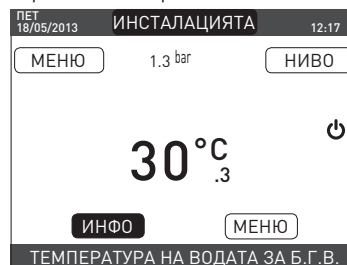 ПЕТ
18/05/2013 ИНСТАЛАЦИЯТА 12:17
МЕНЮ 1.3 bar НИВО
30°C
.3
ИНФО МЕНЮ
ТЕМПЕРАТУРА НА ВОДАТА ЗА Б.Г.В.